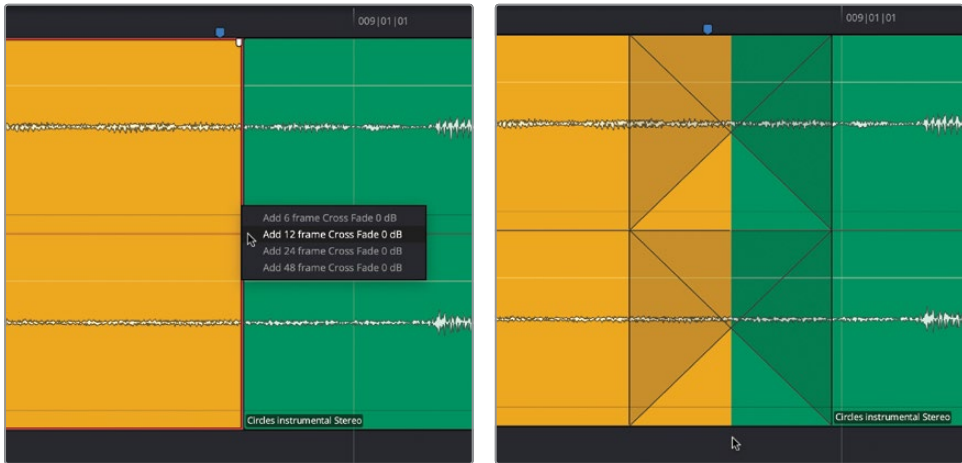 009|01|01
Add 6 frame Cross Fade 0 dB
Add 12 frame Cross Fade 0 dB
Add 24 frame Cross Fade 0 dB
Add 48 frame Cross Fade 0 dB
Circles instrumental Stereo
009|01|01
Circles instrumental Stereo